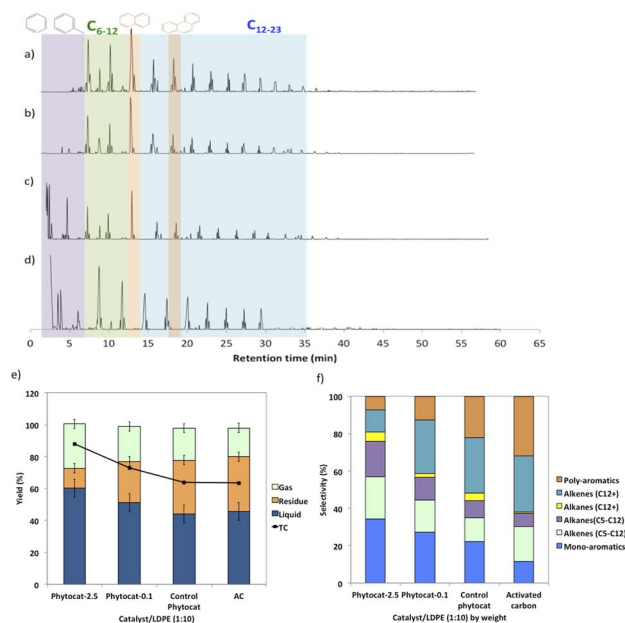 C6-12
C12-23
a)
b)
c)
d)
0 5 10 15 20 25 30 35 40 45 50 55 60 65
Retention time (min)
e)
120
100
80
60
40
20
0
Yield (%)
Gas
Residue
Liquid
TC
Phytocat-2.5 Phytocat-0.1 Control Phytocat AC
Catalyst/LDPE (1:10)
f)
100
80
60
40
20
0
Selectivity (%)
Poly-aromatics
Alkenes (C12+)
Alkanes (C12+)
Alkanes(C5-C12)
Alkenes (C5-C12)
Mono-aromatics
Phytocat-2.5 Phytocat-0.1 Control phytocat Activated carbon
Catalyst/LDPE (1:10) by weight